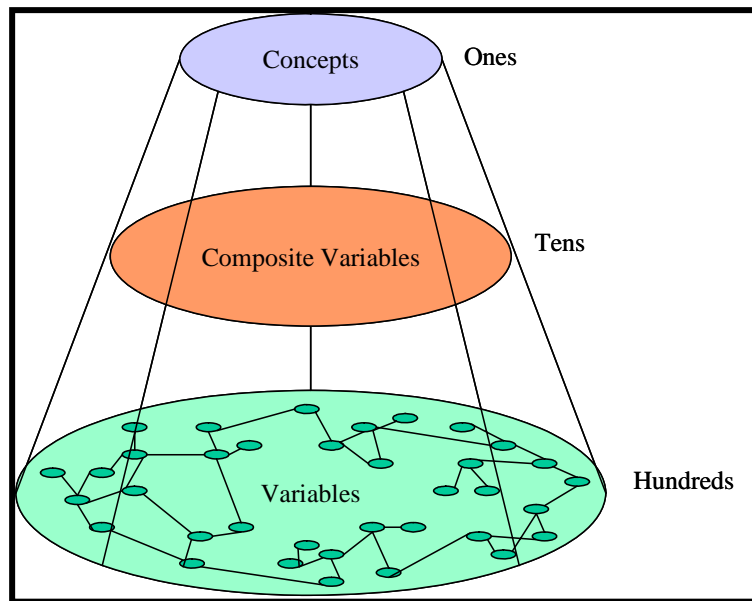 Concepts
Ones
Composite Variables
Tens
Variables
Hundreds